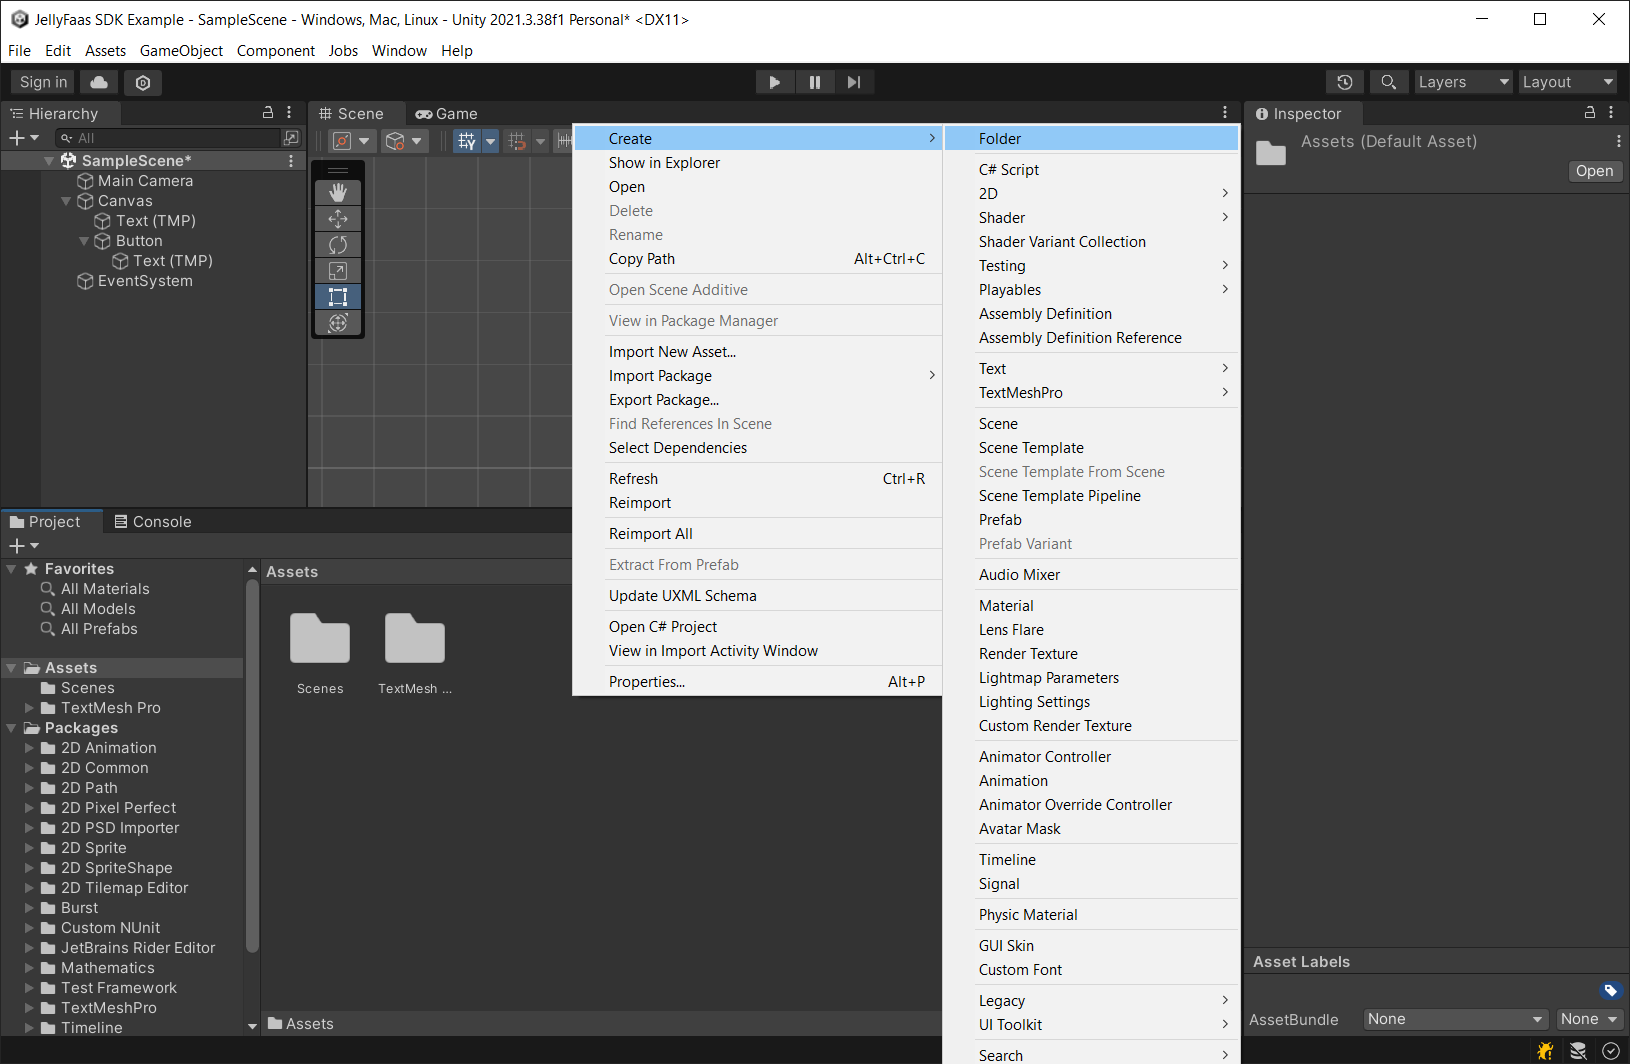 JellyFaas SDK Example - SampleScene - Windows, Mac, Linux - Unity 2021.3.38f1 Personal* <DX11>
File Edit Assets GameObject Component Jobs Window Help
Sign in
Layers
Layout
Hierarchy
All
SampleScene*
Main Camera
Canvas
Text (TMP)
Button
Text (TMP)
EventSystem
Scene
Game
Create
Show in Explorer
Open
Delete
Rename
Copy Path Alt+Ctrl+C
Open Scene Additive
View in Package Manager
Import New Asset...
Import Package
Export Package...
Find References In Scene
Select Dependencies
Refresh Ctrl+R
Reimport
Reimport All
Extract From Prefab
Update UXML Schema
Open C# Project
View in Import Activity Window
Properties... Alt+P
Folder
C# Script
2D
Shader
Shader Variant Collection
Testing
Playables
Assembly Definition
Assembly Definition Reference
Text
TextMeshPro
Scene
Scene Template
Scene Template From Scene
Scene Template Pipeline
Prefab
Prefab Variant
Audio Mixer
Material
Lens Flare
Render Texture
Lightmap Parameters
Lighting Settings
Custom Render Texture
Animator Controller
Animation
Animator Override Controller
Avatar Mask
Timeline
Signal
Physic Material
GUI Skin
Custom Font
Legacy
UI Toolkit
Search
Inspector
Assets (Default Asset)
Open
Asset Labels
AssetBundle None None
Project
Console
Favorites
All Materials
All Models
All Prefabs
Assets
Scenes
TextMesh Pro
Packages
2D Animation
2D Common
2D Path
2D Pixel Perfect
2D PSD Importer
2D Sprite
2D SpriteShape
2D Tilemap Editor
Burst
Custom NUnit
JetBrains Rider Editor
Mathematics
Test Framework
TextMeshPro
Timeline
Assets
Scenes
TextMesh ...
Assets